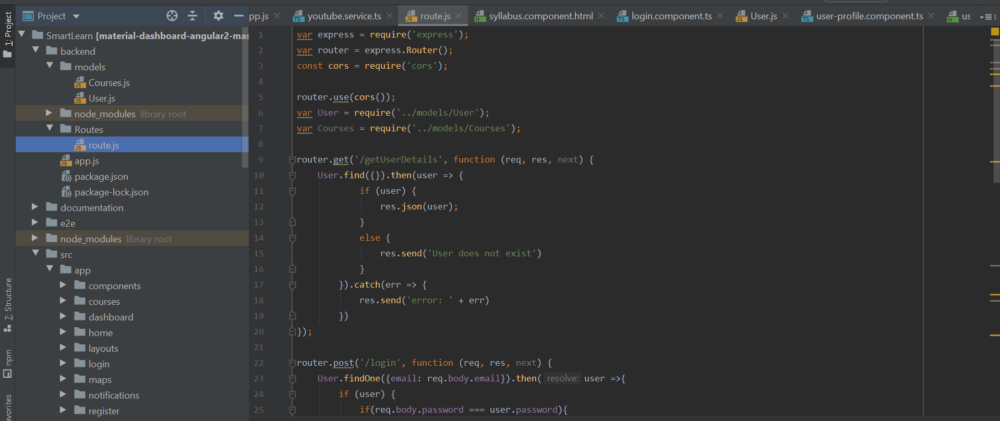 1: Project
7: Structure
npm
avorites
Project
SmartLearn [material-dashboard-angular2-mas
backend
models
Courses.js
User.js
node_modules library root
Routes
route.js
app.js
package.json
package-lock.json
documentation
e2e
node_modules library root
src
app
components
courses
dashboard
home
layouts
login
maps
notifications
register
pp.js youtube.service.ts route.js syllabus.component.html login.component.ts User.js user-profile.component.ts us 3
1 var express = require('express');
2 var router = express.Router();
3 const cors = require('cors');
4
5 router.use(cors());
6 var User = require('../models/User');
7 var Courses = require('../models/Courses');
8
9 router.get('/getUserDetails', function (req, res, next) {
10 User.find({}).then(user => {
11 if (user) {
12 res.json(user);
13 }
14 else {
15 res.send('User does not exist')
16 }
17 }).catch(err => {
18 res.send('error: ' + err)
19 })
20 });
21
22 router.post('/login', function (req, res, next) {
23 User.findOne({email: req.body.email}).then( resolve: user =>{
24 if (user) {
25 if(req.body.password === user.password){